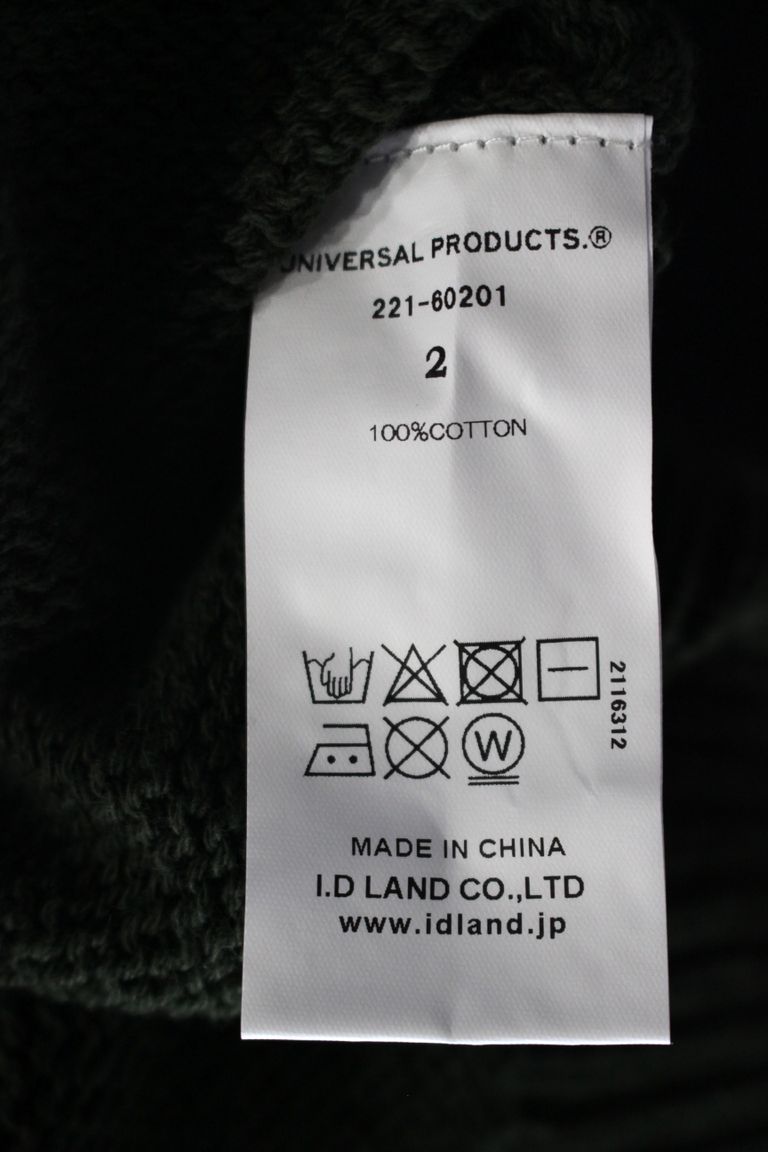 UNIVERSAL PRODUCTS.®
221-60201
2
100%COTTON
2116312
W
MADE IN CHINA
I.D LAND CO.,LTD
www.idland.jp